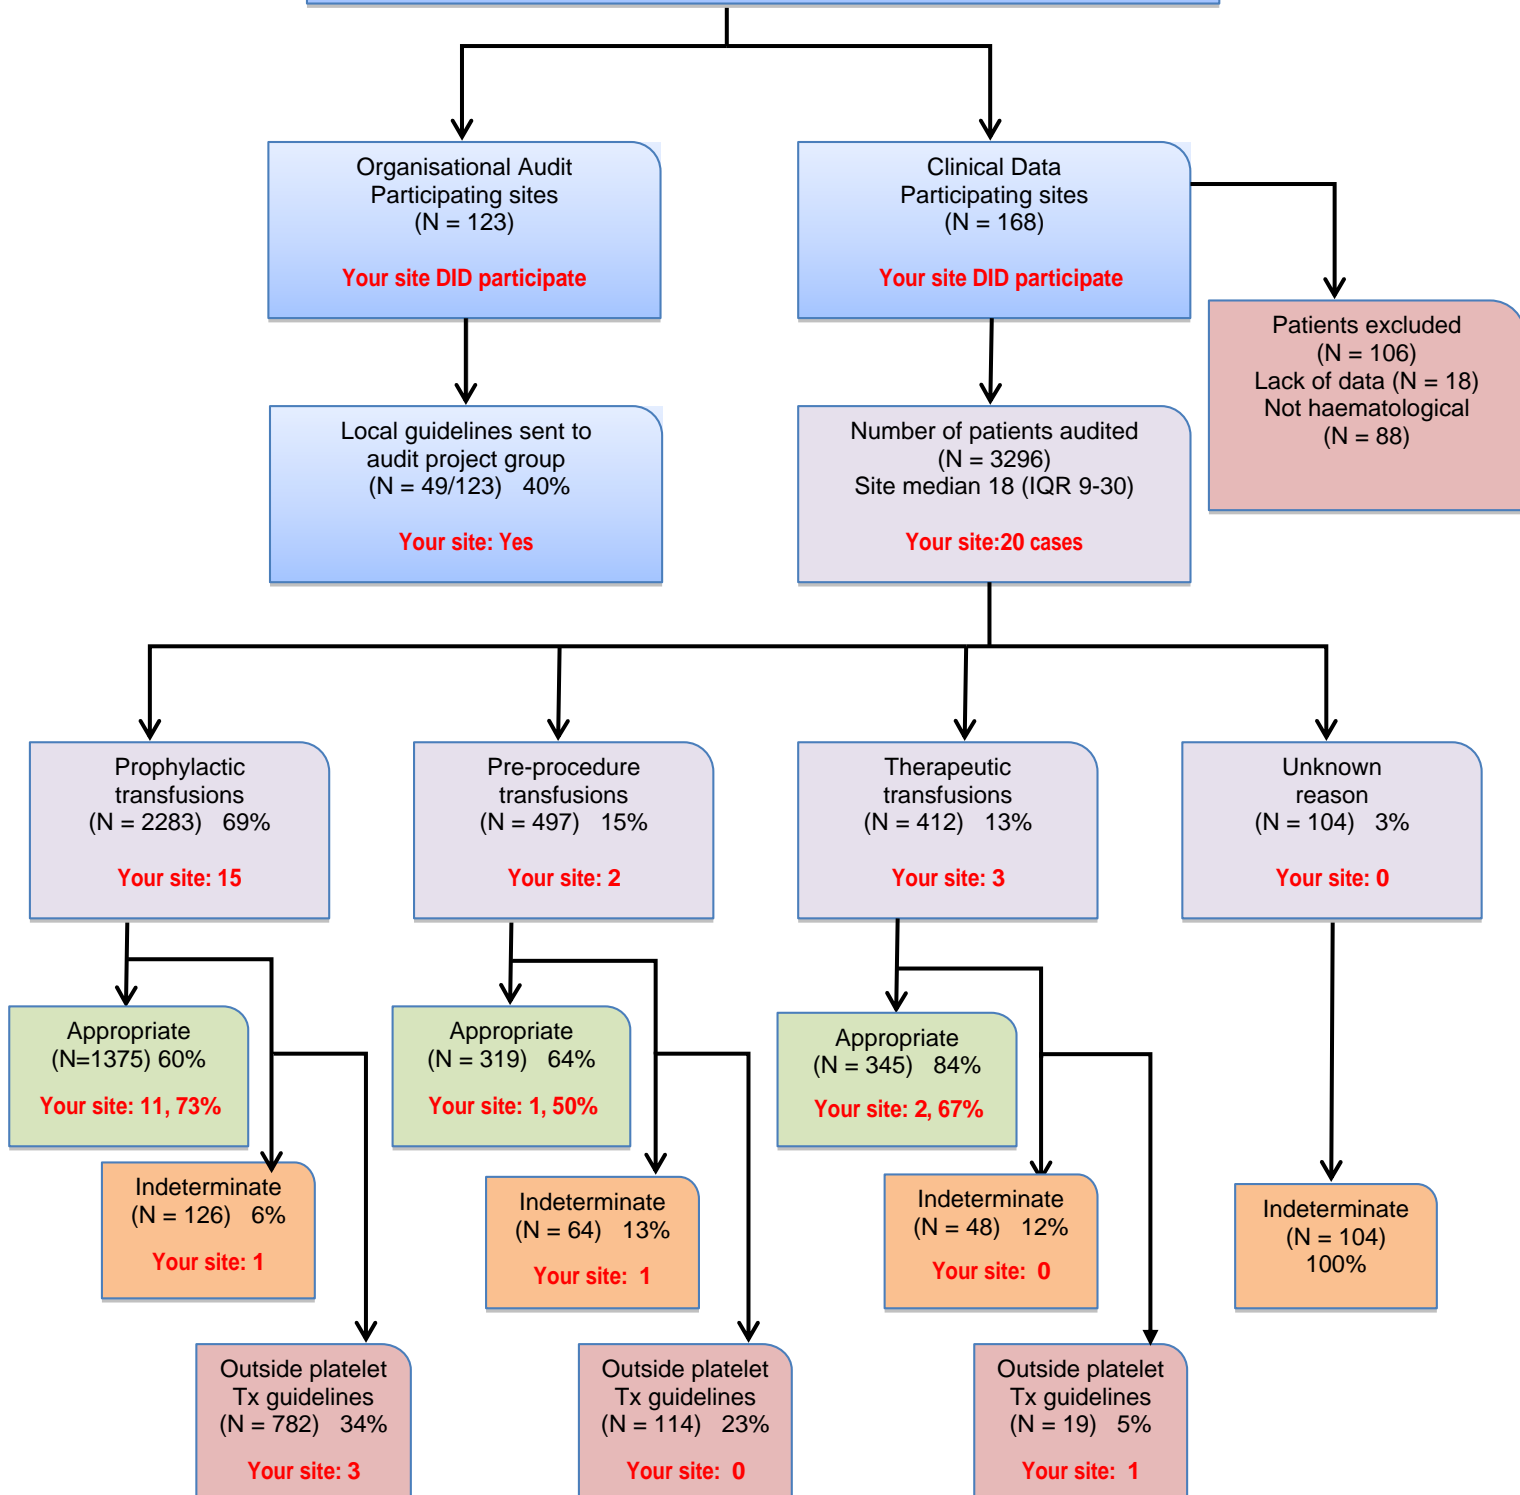 Organisational Audit
Participating sites
(N = 123)
Your site DID participate
Clinical Data
Participating sites
(N = 168)
Your site DID participate
Patients excluded
(N = 106)
Lack of data (N = 18)
Not haematological
(N = 88)
Local guidelines sent to
audit project group
(N = 49/123) 40%
Your site: Yes
Number of patients audited
(N = 3296)
Site median 18 (IQR 9-30)
Your site:20 cases
Prophylactic
transfusions
(N = 2283) 69%
Your site: 15
Pre-procedure
transfusions
(N = 497) 15%
Your site: 2
Therapeutic
transfusions
(N = 412) 13%
Your site: 3
Unknown
reason
(N = 104) 3%
Your site: 0
Appropriate
(N=1375) 60%
Your site: 11, 73%
Appropriate
(N = 319) 64%
Your site: 1, 50%
Appropriate
(N = 345) 84%
Your site: 2, 67%
Indeterminate
(N = 126) 6%
Your site: 1
Indeterminate
(N = 64) 13%
Your site: 1
Indeterminate
(N = 48) 12%
Your site: 0
Indeterminate
(N = 104)
100%
Outside platelet
Tx guidelines
(N = 782) 34%
Your site: 3
Outside platelet
Tx guidelines
(N = 114) 23%
Your site: 0
Outside platelet
Tx guidelines
(N = 19) 5%
Your site: 1